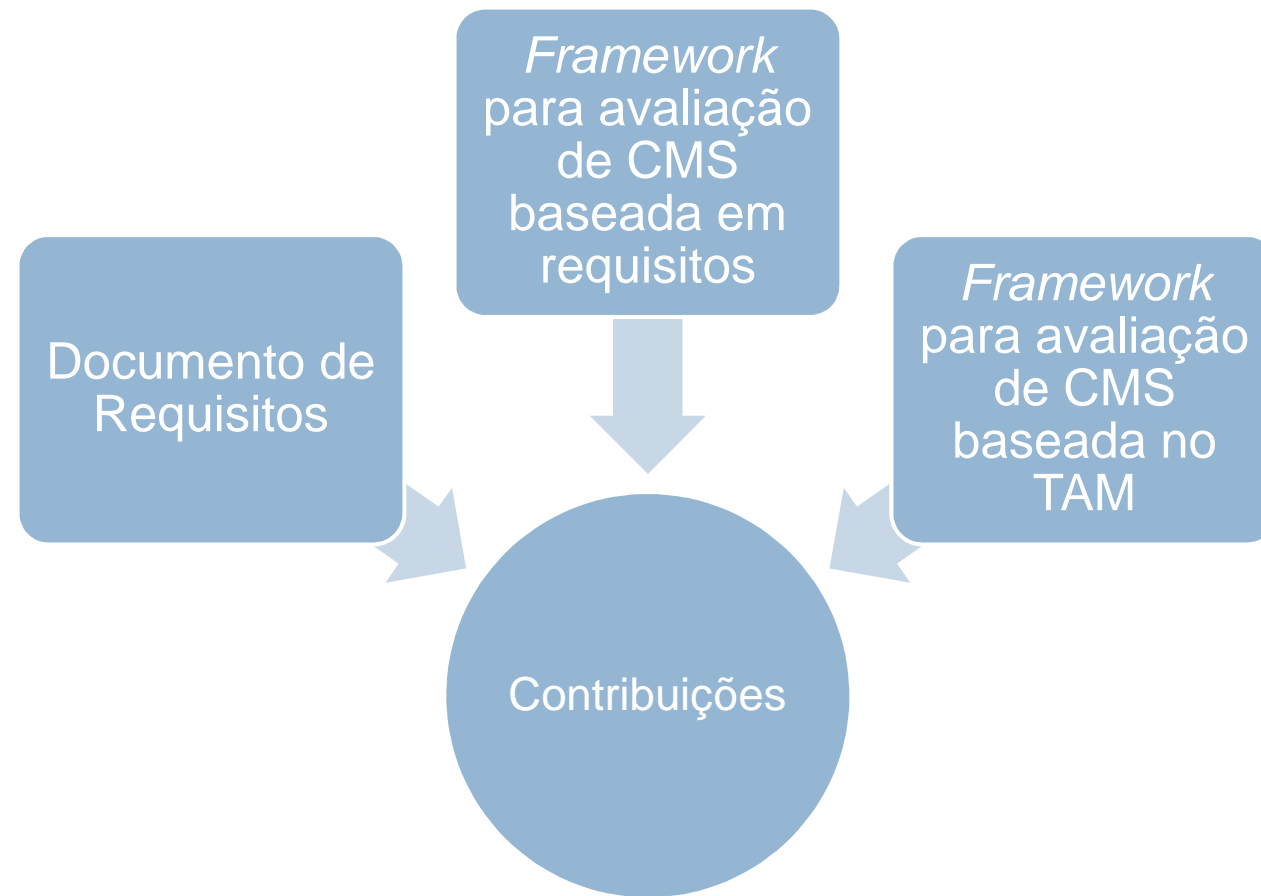 Framework
para avaliação
de CMS
baseada em
requisitos
Documento de
Requisitos
Framework
para avaliação
de CMS
baseada no
TAM
Contribuições